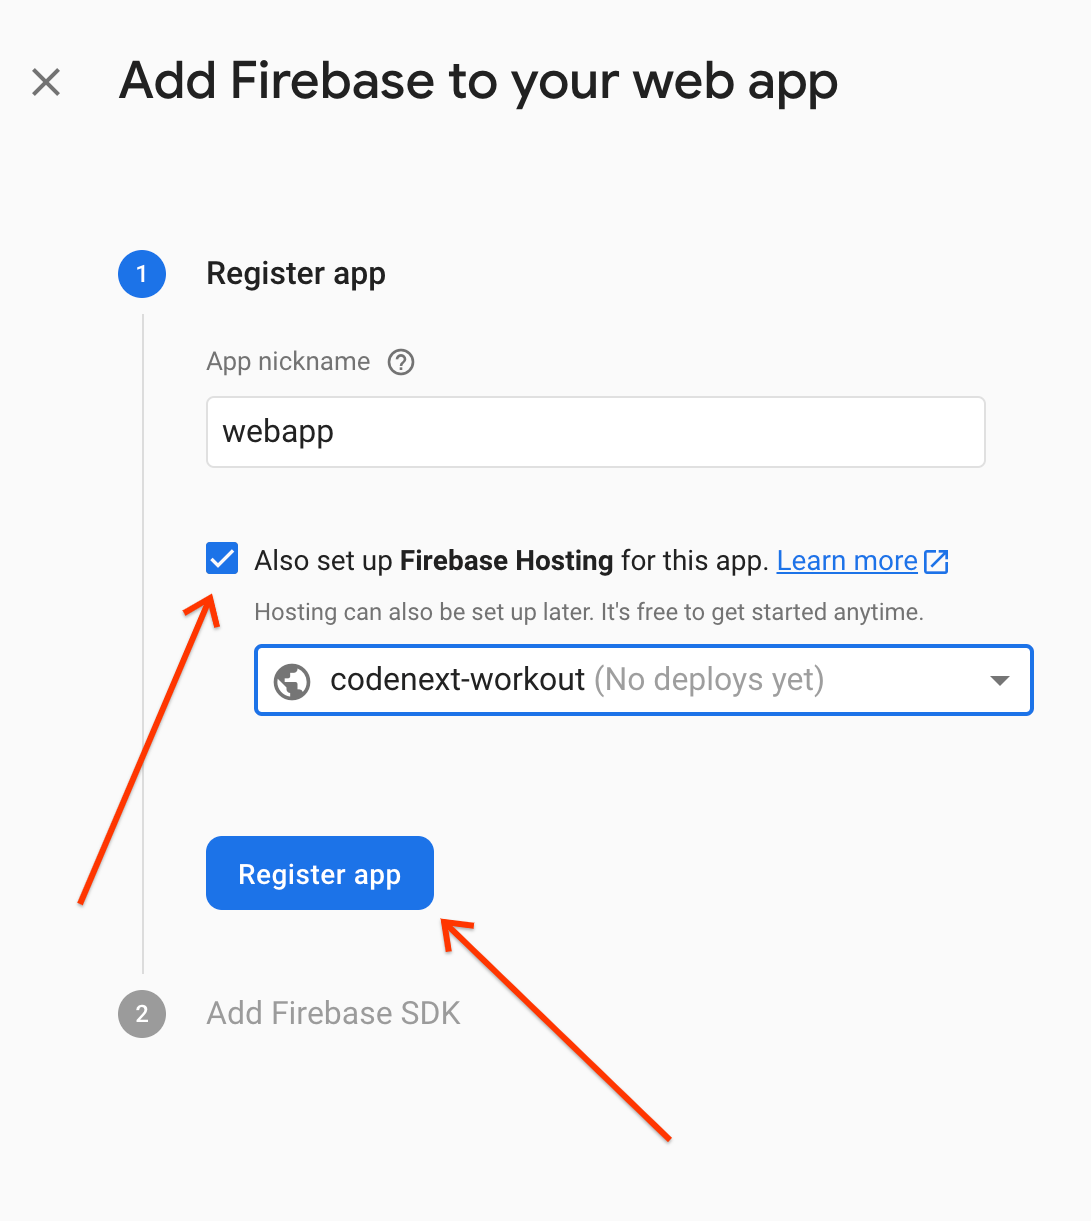 Add Firebase to your web app
1 Register app
App nickname
webapp
Also set up Firebase Hosting for this app. Learn more
Hosting can also be set up later. It's free to get started anytime.
codenext-workout (No deploys yet)
Register app
2 Add Firebase SDK